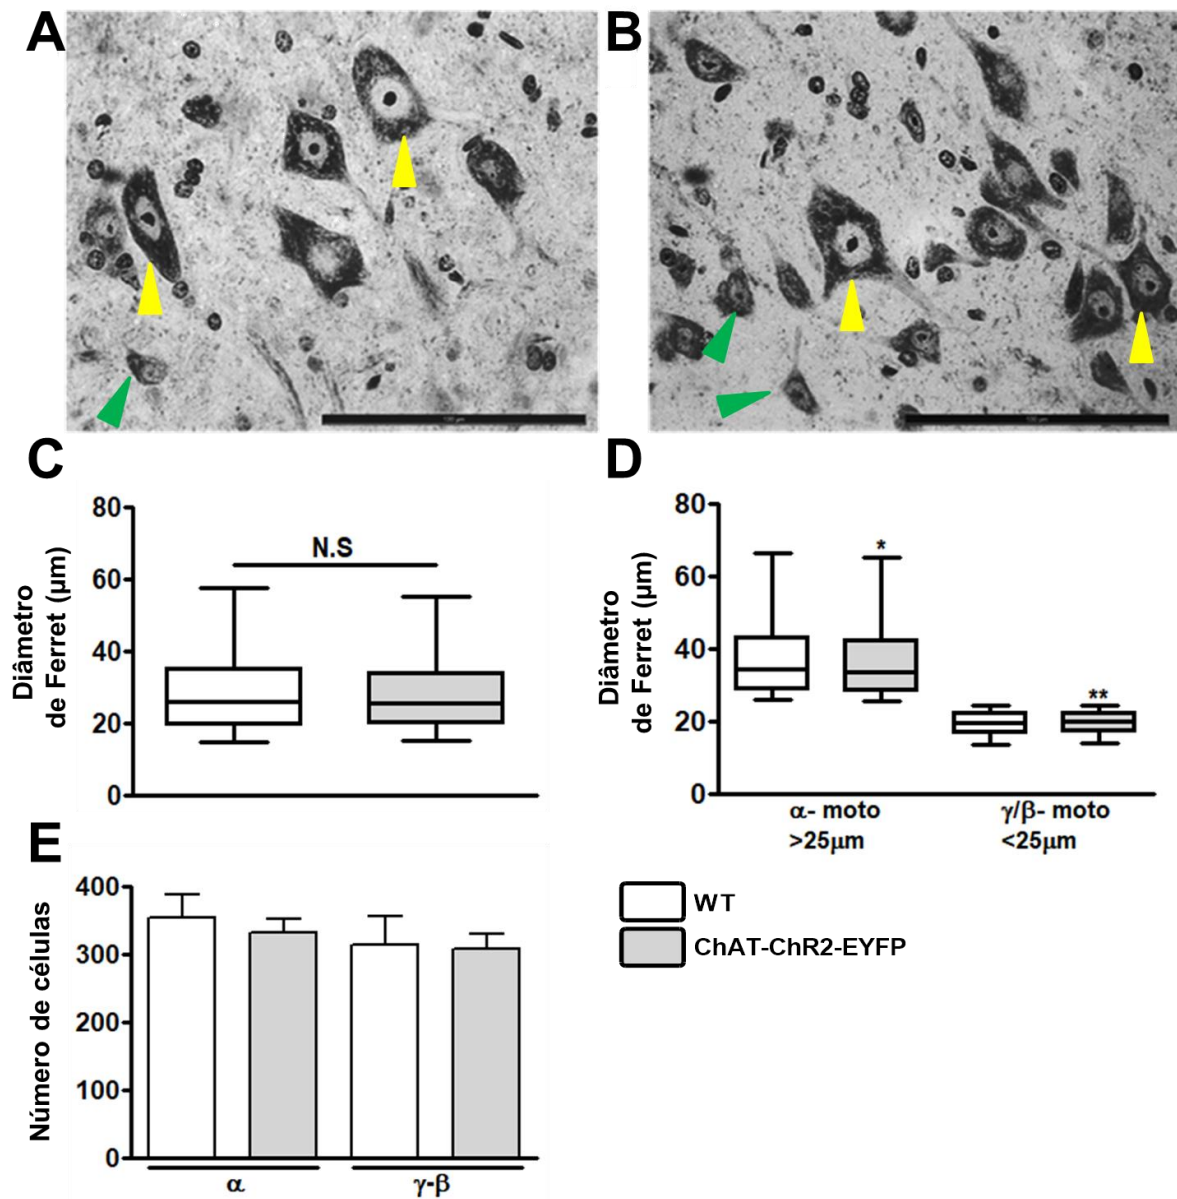 A
B
C
80
60
40
20
0
Diâmetro
de Ferret (µm)
N.S
D
80
60
40
20
0
Diâmetro
de Ferret (µm)
*
**
α- moto
>25µm
γ/β- moto
<25µm
E
400
300
200
100
0
Número de células
α
γ-β
WT
ChAT-ChR2-EYFP